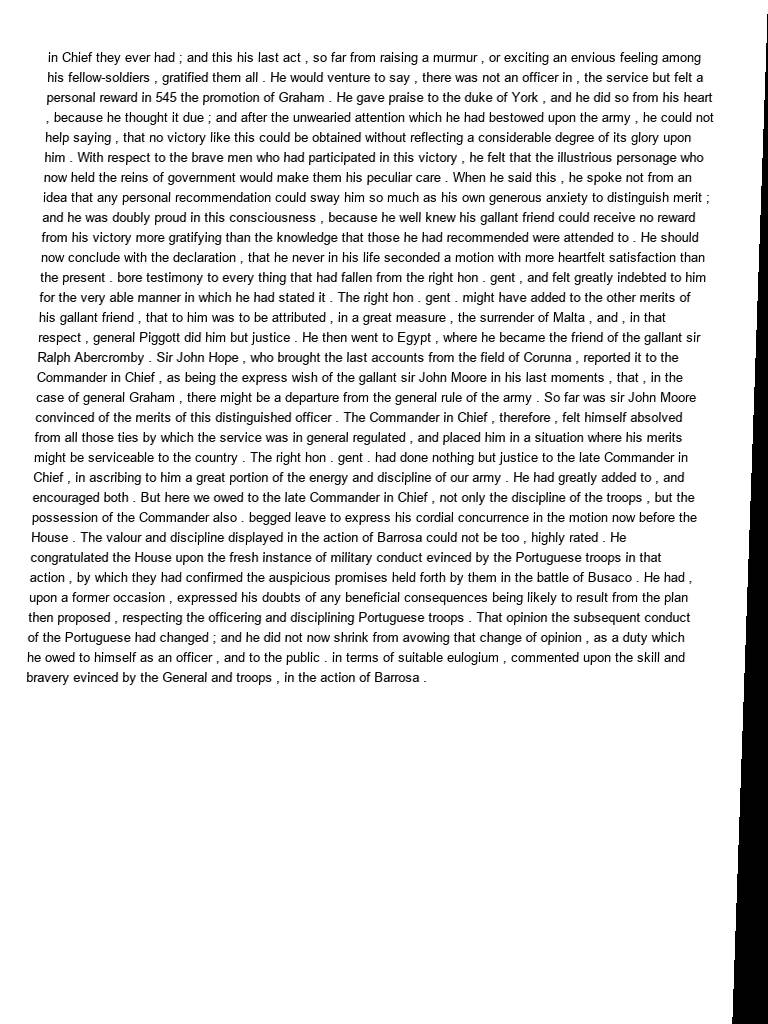 in Chief they ever had ; and this his last act , so far from raising a murmur , or exciting an envious feeling among
his fellow-soldiers , gratified them all . He would venture to say , there was not an officer in , the service but felt a
personal reward in 545 the promotion of Graham . He gave praise to the duke of York , and he did so from his heart
, because he thought it due ; and after the unwearied attention which he had bestowed upon the army , he could not
help saying , that no victory like this could be obtained without reflecting a considerable degree of its glory upon
him . With respect to the brave men who had participated in this victory , he felt that the illustrious personage who
now held the reins of government would make them his peculiar care . When he said this , he spoke not from an
idea that any personal recommendation could sway him so much as his own generous anxiety to distinguish merit ;
and he was doubly proud in this consciousness , because he well knew his gallant friend could receive no reward
from his victory more gratifying than the knowledge that those he had recommended were attended to . He should
now conclude with the declaration , that he never in his life seconded a motion with more heartfelt satisfaction than
the present . bore testimony to every thing that had fallen from the right hon . gent , and felt greatly indebted to him
for the very able manner in which he had stated it . The right hon . gent . might have added to the other merits of
his gallant friend , that to him was to be attributed , in a great measure , the surrender of Malta , and , in that
respect , general Piggott did him but justice . He then went to Egypt , where he became the friend of the gallant sir
Ralph Abercromby . Sir John Hope , who brought the last accounts from the field of Corunna , reported it to the
Commander in Chief , as being the express wish of the gallant sir John Moore in his last moments , that , in the
case of general Graham , there might be a departure from the general rule of the army . So far was sir John Moore
convinced of the merits of this distinguished officer . The Commander in Chief , therefore , felt himself absolved
from all those ties by which the service was in general regulated , and placed him in a situation where his merits
might be serviceable to the country . The right hon . gent . had done nothing but justice to the late Commander in
Chief , in ascribing to him a great portion of the energy and discipline of our army . He had greatly added to , and
encouraged both . But here we owed to the late Commander in Chief , not only the discipline of the troops , but the
possession of the Commander also . begged leave to express his cordial concurrence in the motion now before the
House . The valour and discipline displayed in the action of Barrosa could not be too , highly rated . He
congratulated the House upon the fresh instance of military conduct evinced by the Portuguese troops in that
action , by which they had confirmed the auspicious promises held forth by them in the battle of Busaco . He had ,
upon a former occasion , expressed his doubts of any beneficial consequences being likely to result from the plan
then proposed , respecting the officering and disciplining Portuguese troops . That opinion the subsequent conduct
of the Portuguese had changed ; and he did not now shrink from avowing that change of opinion , as a duty which
he owed to himself as an officer , and to the public . in terms of suitable eulogium , commented upon the skill and
bravery evinced by the General and troops , in the action of Barrosa .